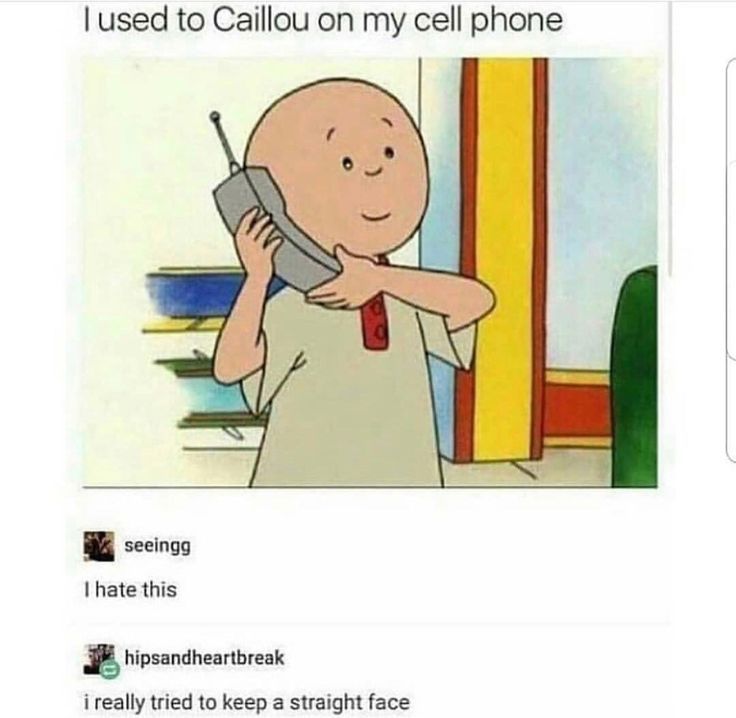 I used to Caillou on my cell phone
seeingg
I hate this
hipsandheartbreak
i really tried to keep a straight face